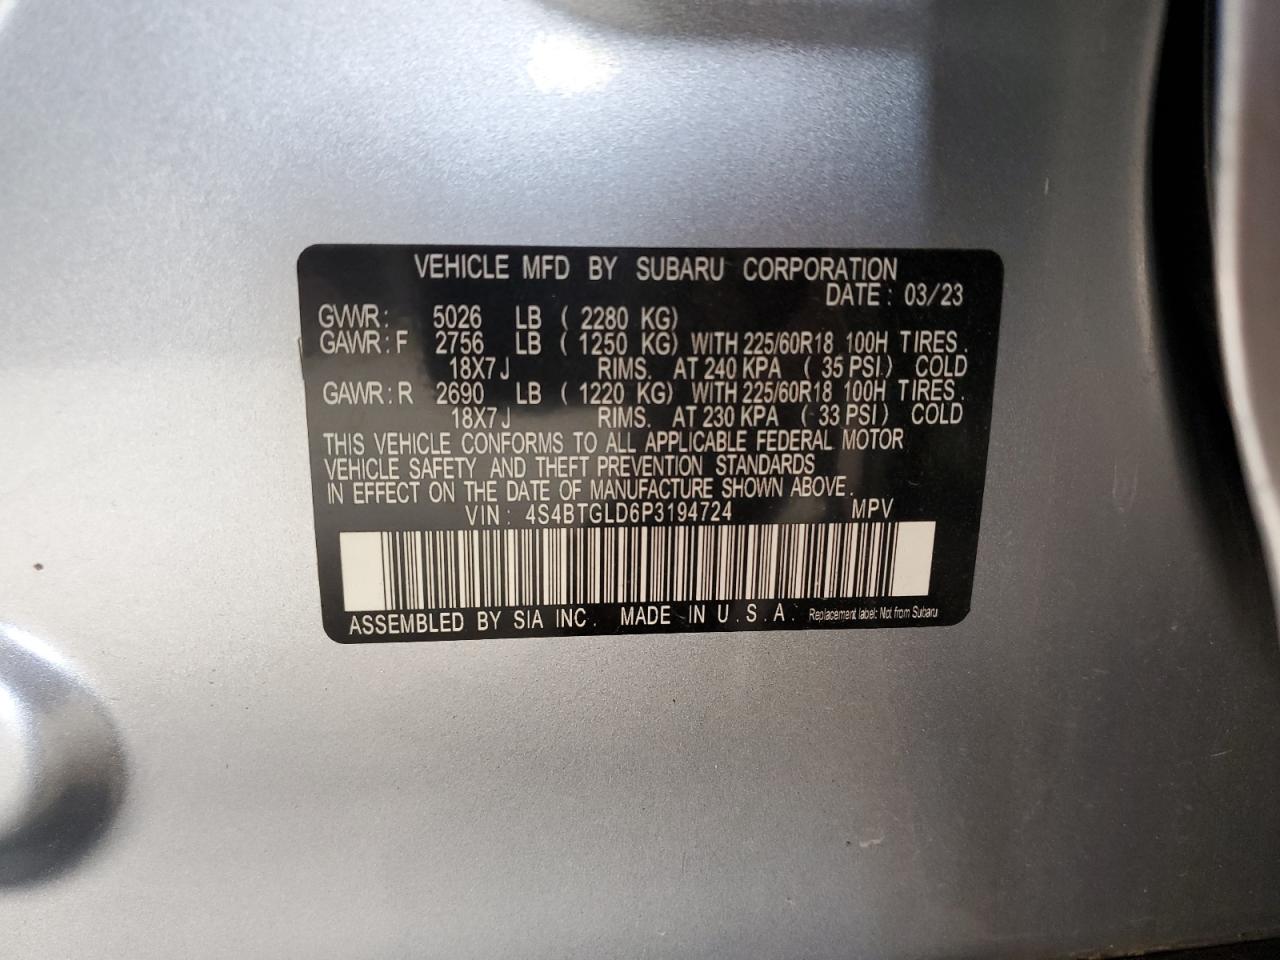 VEHICLE MFD BY SUBARU CORPORATION
DATE : 03/23
GVWR: 5026 LB ( 2280 KG)
GAWR: F 2756 LB ( 1250 KG) WITH 225/60R18 100H TIRES.
18X7J RIMS. AT 240 KPA ( 35 PSI) COLD
GAWR: R 2690 LB ( 1220 KG) WITH 225/60R18 100H TIRES.
18X7J RIMS. AT 230 KPA ( 33 PSI) COLD
THIS VEHICLE CONFORMS TO ALL APPLICABLE FEDERAL MOTOR
VEHICLE SAFETY AND THEFT PREVENTION STANDARDS
IN EFFECT ON THE DATE OF MANUFACTURE SHOWN ABOVE.
VIN: 4S4BTGLD6P3194724 MPV
ASSEMBLED BY SIA INC. MADE IN U.S.A. Replacement label: Not from Subaru